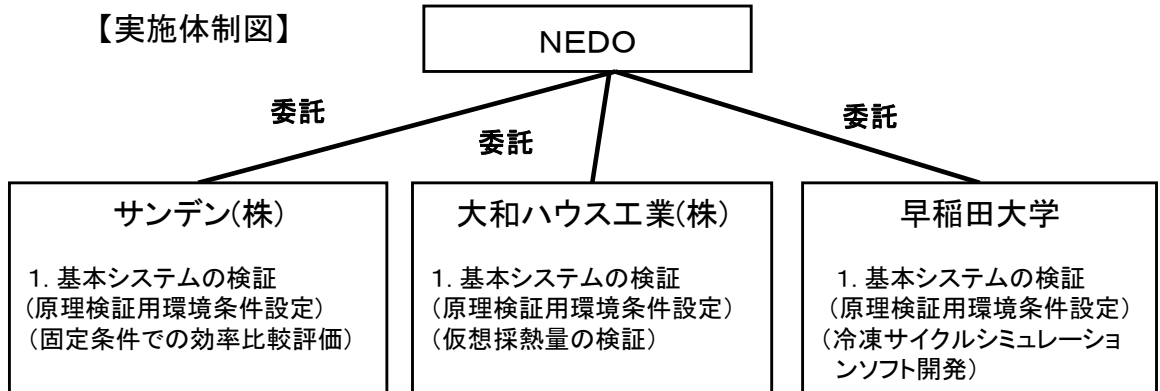 【実施体制図】
NEDO
委託
委託
委託
サンデン(株)
1. 基本システムの検証
(原理検証用環境条件設定)
(固定条件での効率比較評価)
大和ハウス工業(株)
1. 基本システムの検証
(原理検証用環境条件設定)
(仮想採熱量の検証)
早稲田大学
1. 基本システムの検証
(原理検証用環境条件設定)
(冷凍サイクルシミュレーショ
ンソフト開発)